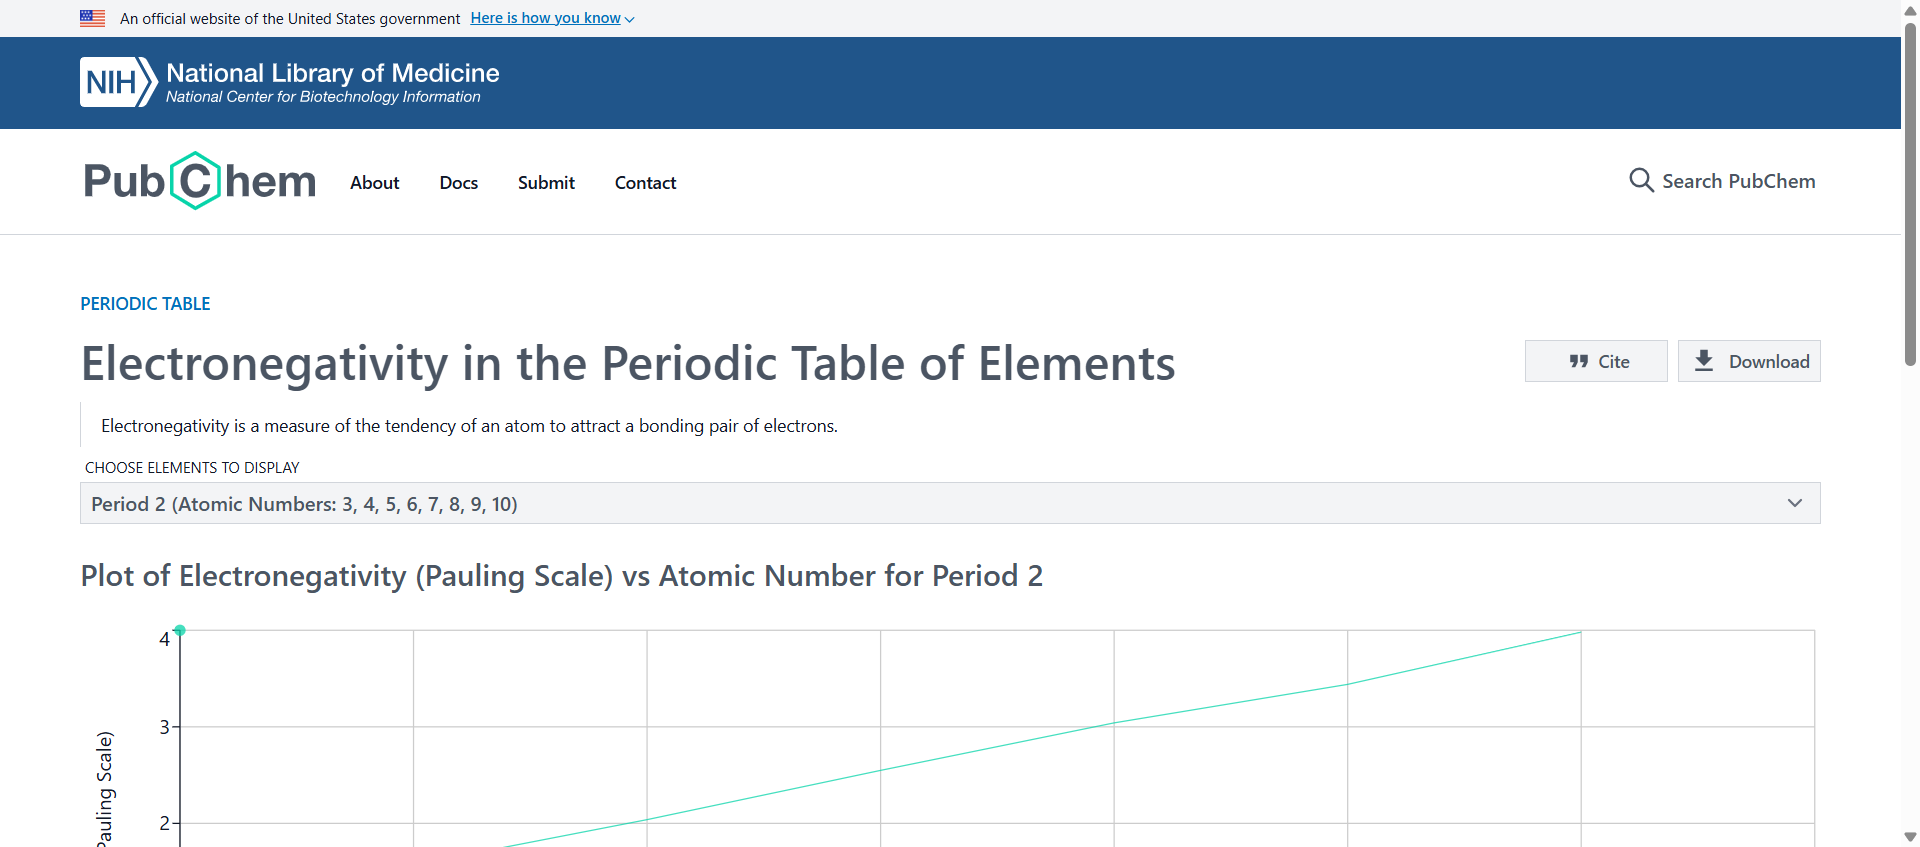 An official website of the United States government Here is how you know
NIH National Library of Medicine
National Center for Biotechnology Information
PubChem About Docs Submit Contact Search PubChem
PERIODIC TABLE
Electronegativity in the Periodic Table of Elements
Cite Download
Electronegativity is a measure of the tendency of an atom to attract a bonding pair of electrons.
CHOOSE ELEMENTS TO DISPLAY
Period 2 (Atomic Numbers: 3, 4, 5, 6, 7, 8, 9, 10)
Plot of Electronegativity (Pauling Scale) vs Atomic Number for Period 2
4
3
2
Pauling Scale)